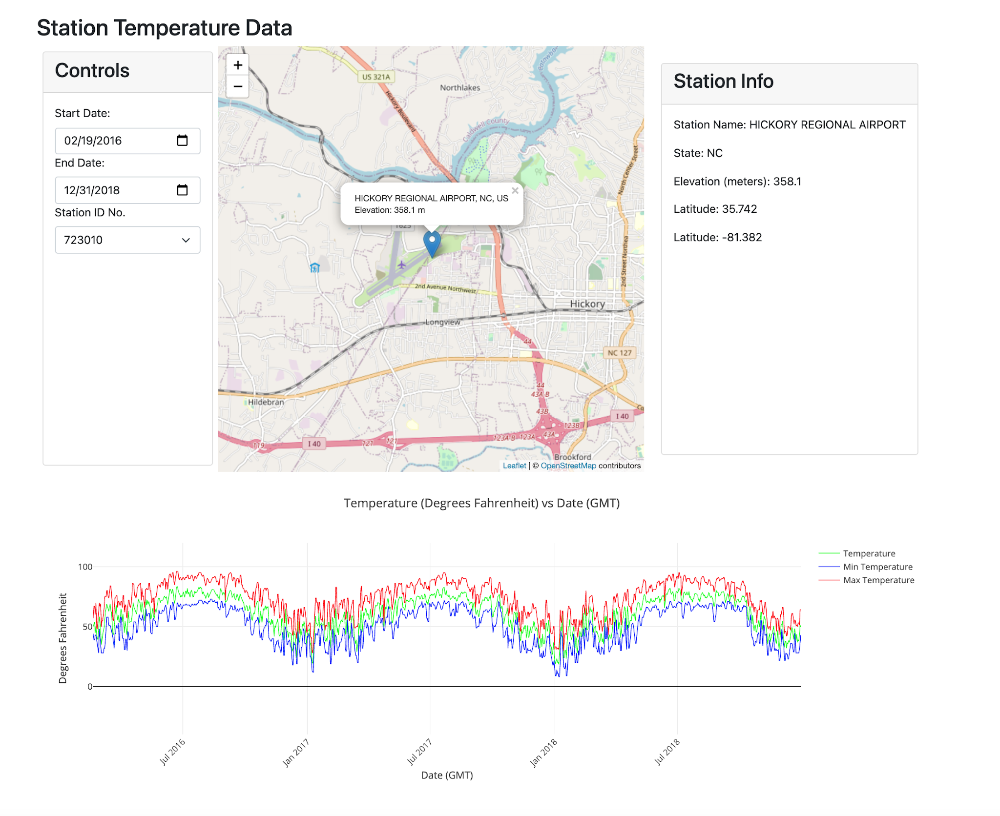 Station Temperature Data
Controls
Start Date:
02/19/2016
End Date:
12/31/2018
Station ID No.
723010
+
−
US 321A
Hickory Boulevard
Northlakes
Caldwell County
North Center Street
HICKORY REGIONAL AIRPORT, NC, US
Elevation: 358.1 m
×
2nd Avenue Northwest
2nd Street Northea
Hickory
Longview
44
NC 127
44
43A-B
Hildebran
43B
I 40
123B
43A
123A
123A-B
121
121
I 40
119
Brookford
Leaflet | © OpenStreetMap contributors
Station Info
Station Name: HICKORY REGIONAL AIRPORT
State: NC
Elevation (meters): 358.1
Latitude: 35.742
Latitude: -81.382
Temperature (Degrees Fahrenheit) vs Date (GMT)
Temperature
Min Temperature
Max Temperature
100
50
0
Degrees Fahrenheit
Jul 2016
Jan 2017
Jul 2017
Jan 2018
Jul 2018
Date (GMT)